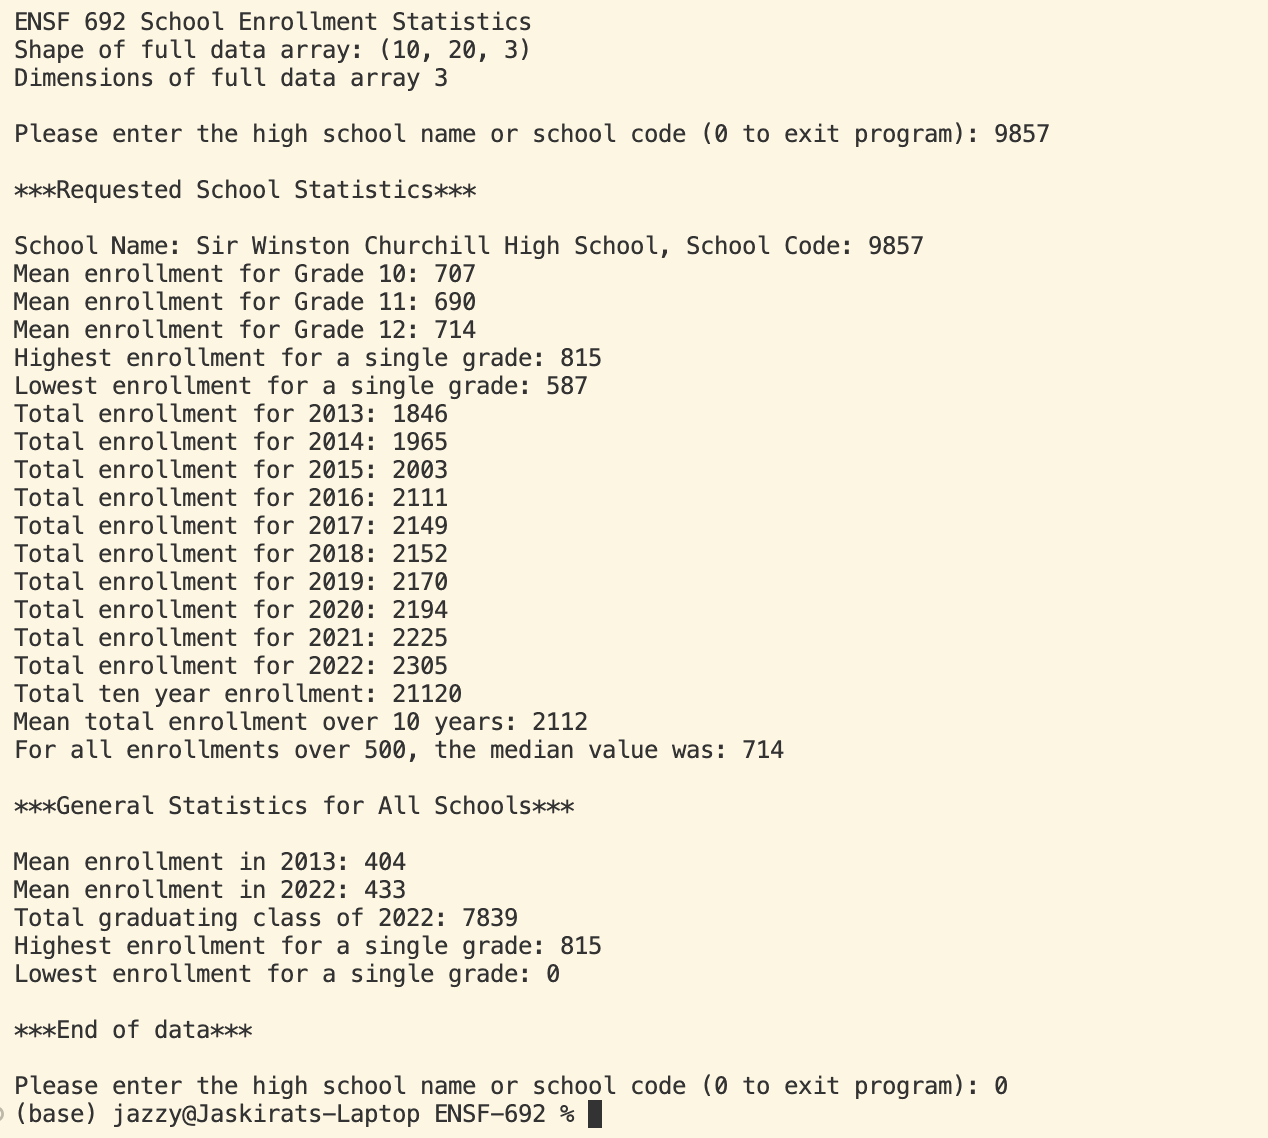 ENSF 692 School Enrollment Statistics
Shape of full data array: (10, 20, 3)
Dimensions of full data array 3
Please enter the high school name or school code (0 to exit program): 9857
***Requested School Statistics***
School Name: Sir Winston Churchill High School, School Code: 9857
Mean enrollment for Grade 10: 707
Mean enrollment for Grade 11: 690
Mean enrollment for Grade 12: 714
Highest enrollment for a single grade: 815
Lowest enrollment for a single grade: 587
Total enrollment for 2013: 1846
Total enrollment for 2014: 1965
Total enrollment for 2015: 2003
Total enrollment for 2016: 2111
Total enrollment for 2017: 2149
Total enrollment for 2018: 2152
Total enrollment for 2019: 2170
Total enrollment for 2020: 2194
Total enrollment for 2021: 2225
Total enrollment for 2022: 2305
Total ten year enrollment: 21120
Mean total enrollment over 10 years: 2112
For all enrollments over 500, the median value was: 714
***General Statistics for All Schools***
Mean enrollment in 2013: 404
Mean enrollment in 2022: 433
Total graduating class of 2022: 7839
Highest enrollment for a single grade: 815
Lowest enrollment for a single grade: 0
***End of data***
Please enter the high school name or school code (0 to exit program): 0
(base) jazzy@Jaskirats-Laptop ENSF-692 %